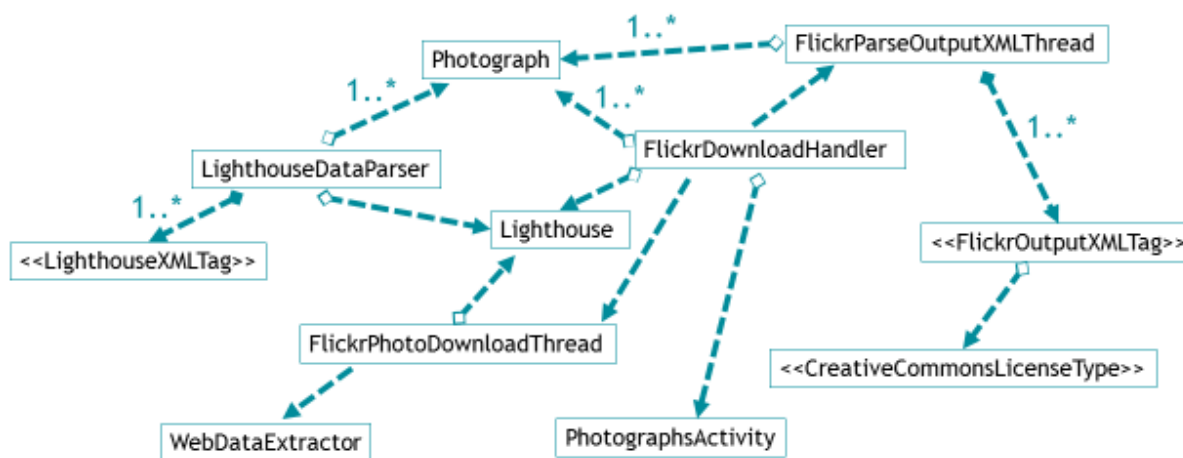 1..*
FlickrParseOutputXMLThread
Photograph
1..*
1..*
1..*
FlickrDownloadHandler
LighthouseDataParser
1..*
Lighthouse
<<FlickrOutputXMLTag>>
<<LighthouseXMLTag>>
FlickrPhotoDownloadThread
<<CreativeCommonsLicenseType>>
WebDataExtractor
PhotographsActivity